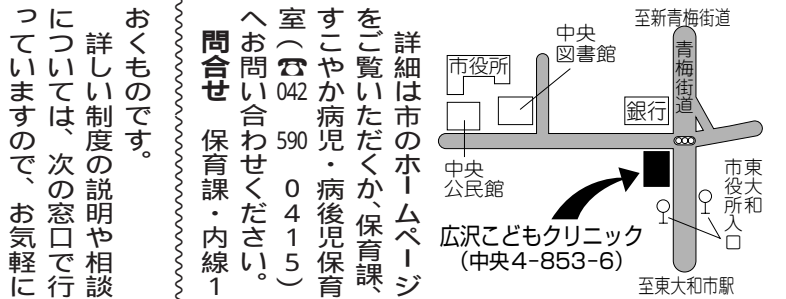 至新青梅街道
青梅街道
中央
図書館
市役所
銀行
中央
公民館
東大和
市役所入口
広沢こどもクリニック
(中央4-853-6)
至東大和市駅
詳細は市のホームページ
をご覧いただくか、保育課、
すこやか病児・病後児保育
室(☎042 590 0415)
へお問い合わせください。
問合せ 保育課・内線1
おくものです。
詳しい制度の説明や相談
については、次の窓口で行
っていますので、お気軽に